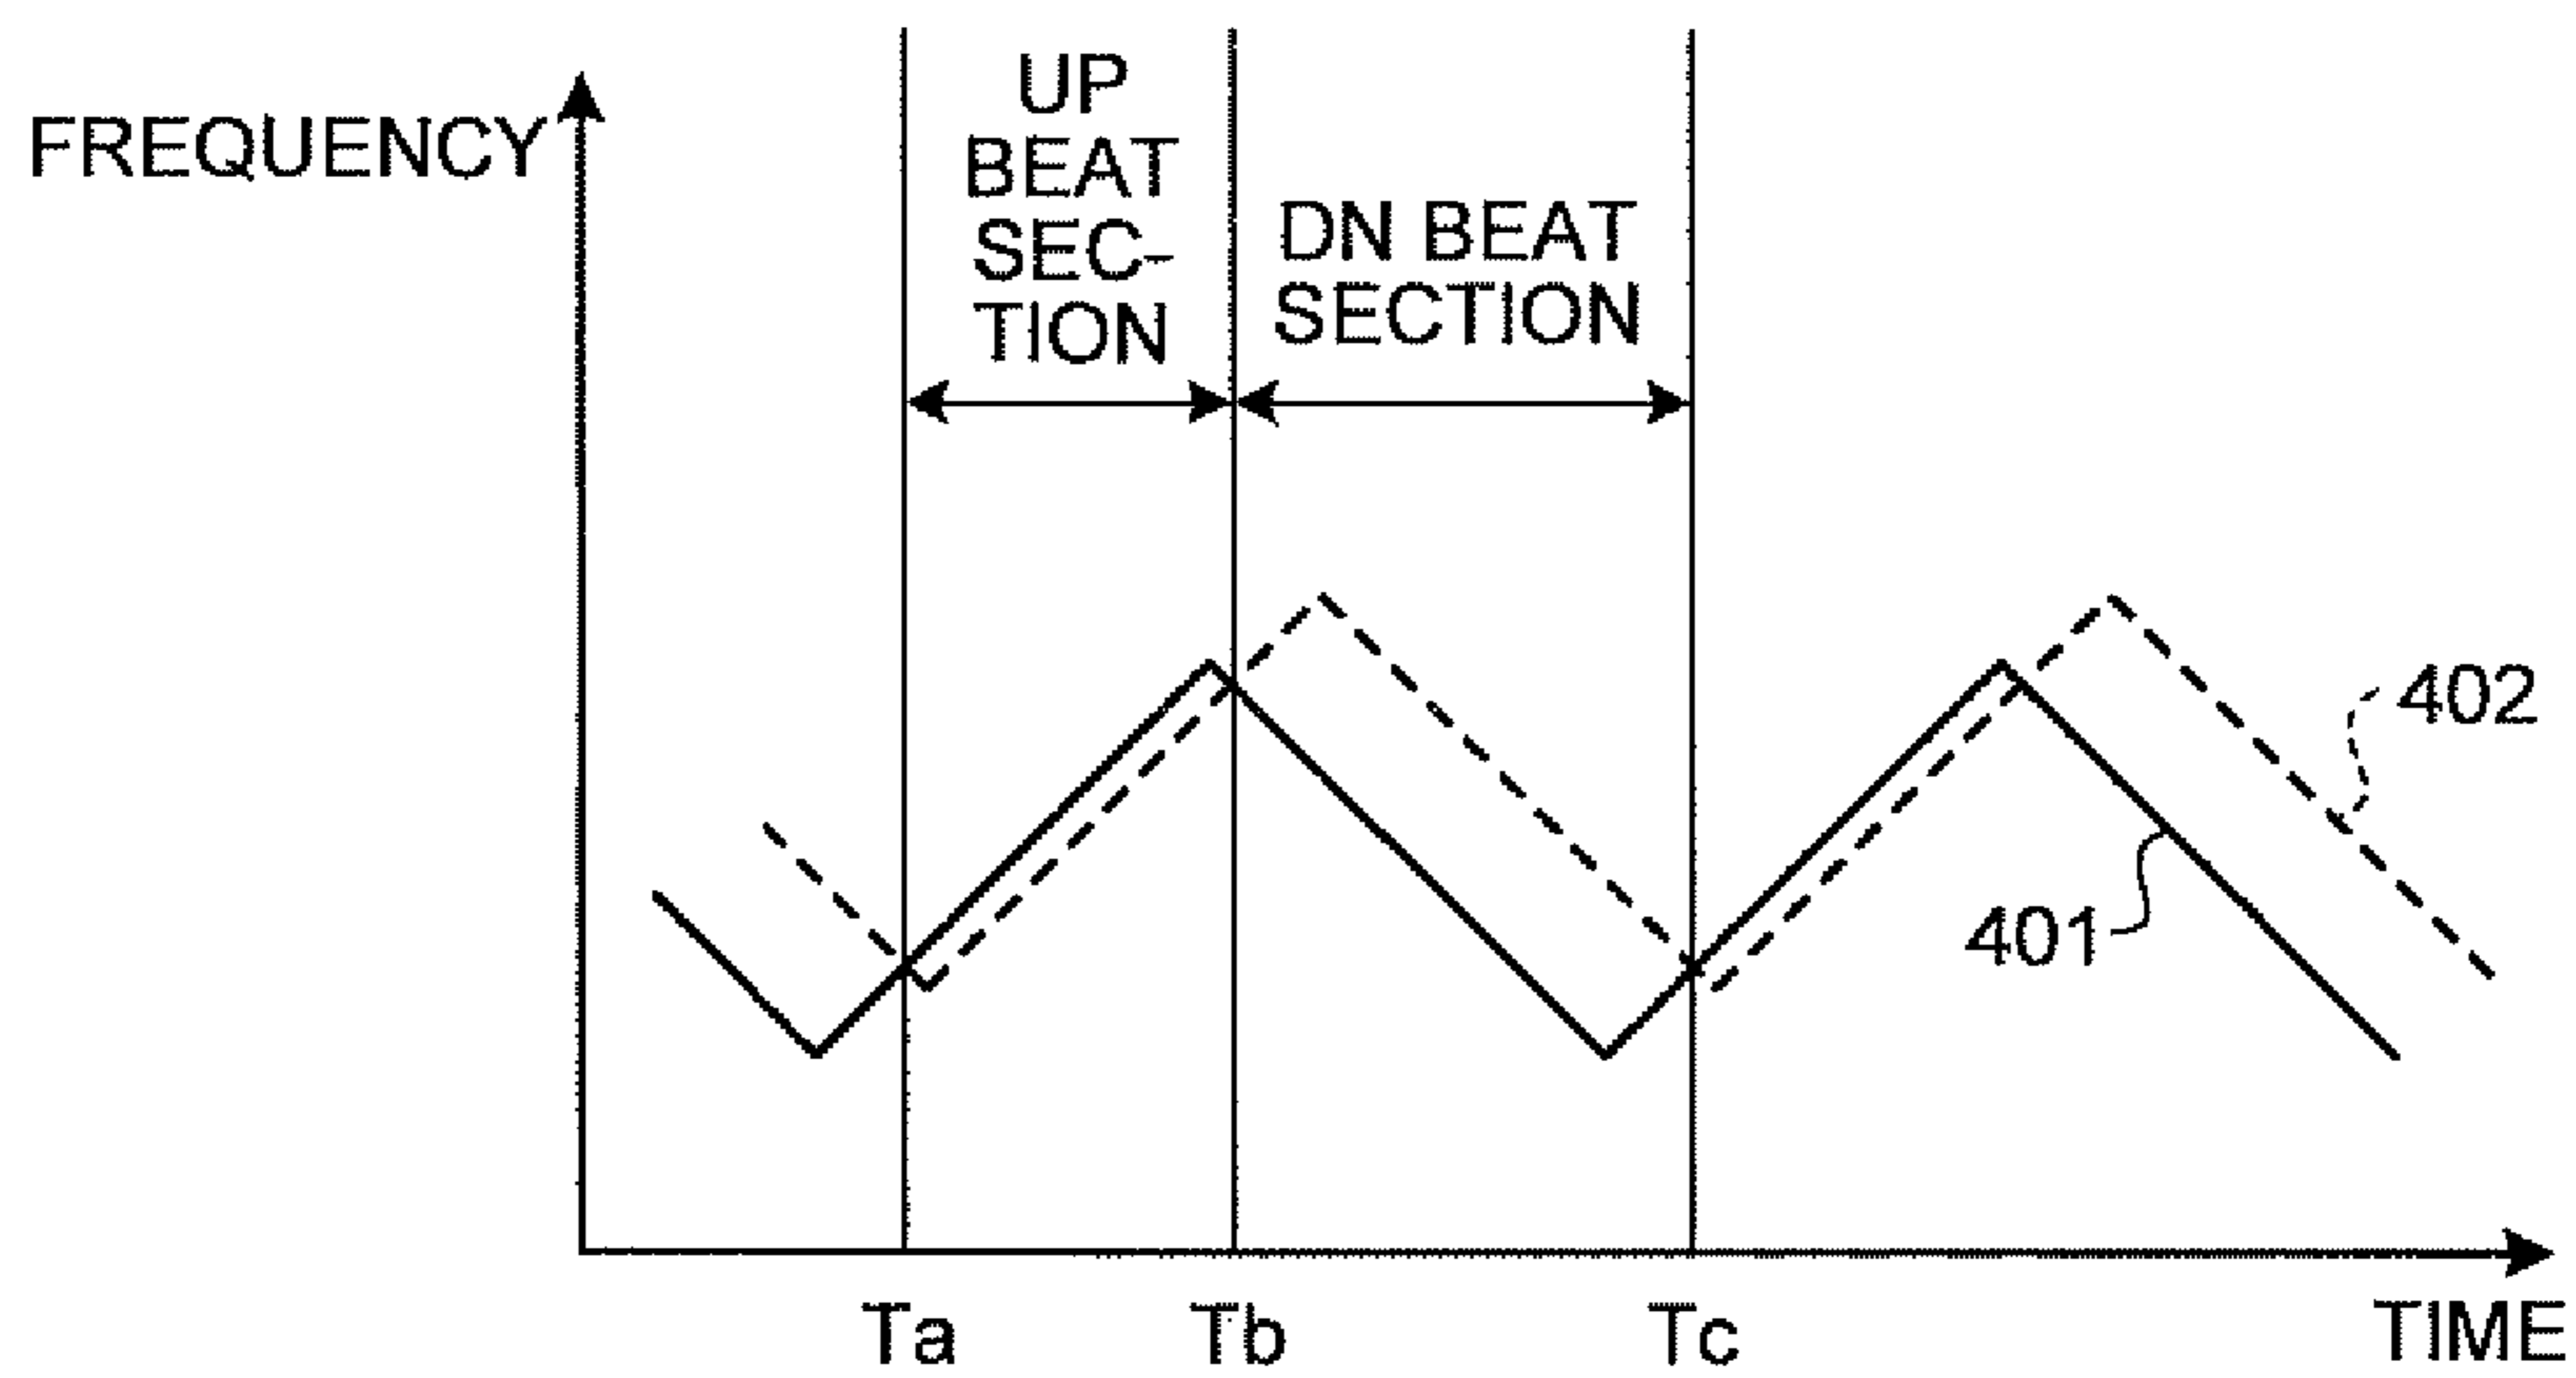 FREQUENCY
UP
BEAT
SEC-
TION
DN BEAT
SECTION
402
401
Ta
Tb
Tc
TIME